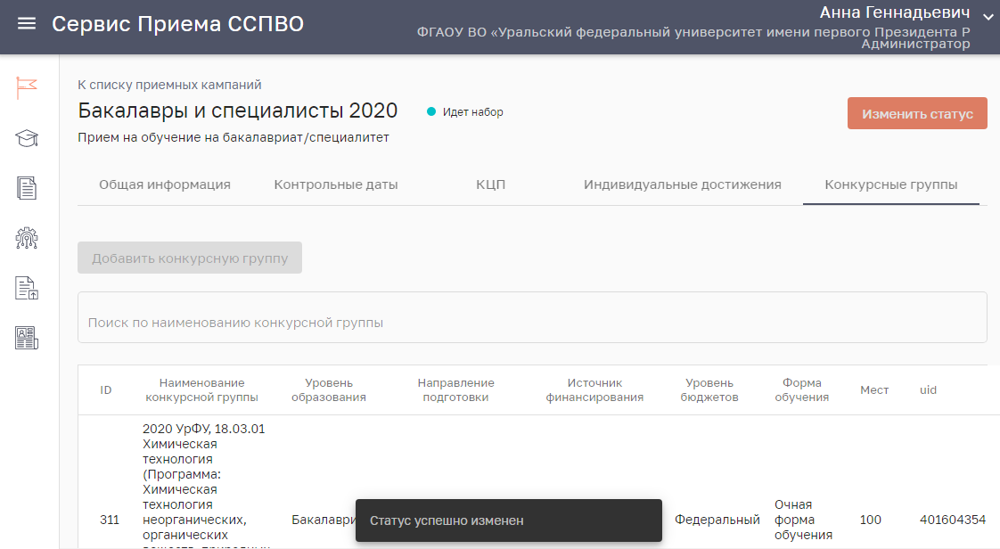 Сервис Приема ССПВО
Анна Геннадьевич
ФГАОУ ВО «Уральский федеральный университет имени первого Президента Р
Администратор
К списку приемных кампаний
Бакалавры и специалисты 2020
Идет набор
Изменить статус
Прием на обучение на бакалавриат/специалитет
Общая информация
Контрольные даты
КЦП
Индивидуальные достижения
Конкурсные группы
Добавить конкурсную группу
Поиск по наименованию конкурсной группы
ID
Наименование
конкурсной группы
Уровень
образования
Направление
подготовки
Источник
финансирования
Уровень
бюджетов
Форма
обучения
Мест
uid
311
2020 УрФУ, 18.03.01
Химическая
технология
(Программа:
Химическая
технология
неорганических,
органических
Бакалаври
Федеральный
Очная
форма
обучения
100
401604354
Статус успешно изменен